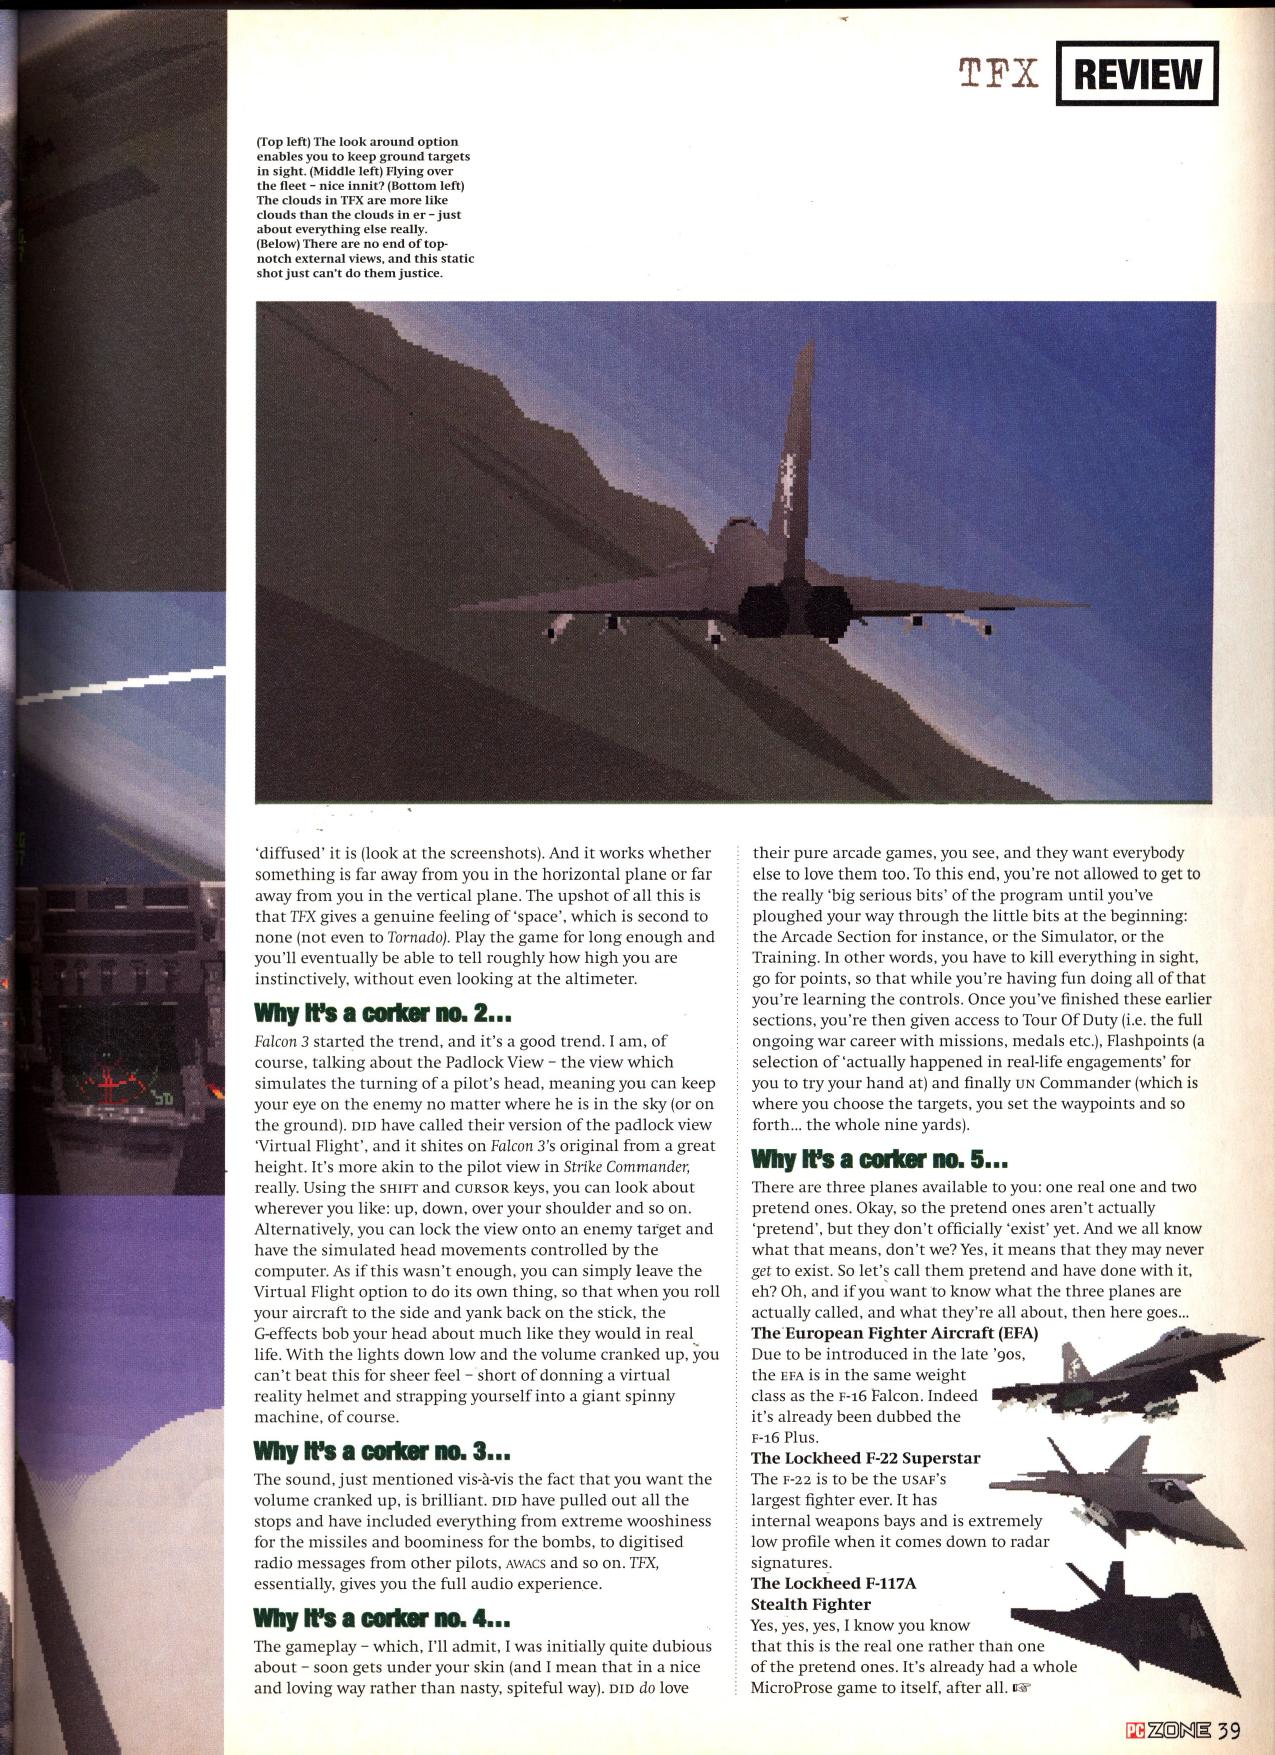 TFX REVIEW
(Top left) The look around option
enables you to keep ground targets
in sight. (Middle left) Flying over
the fleet – nice innit? (Bottom left)
The clouds in TFX are more like
clouds than the clouds in er – just
about everything else really.
(Below) There are no end of top-
notch external views, and this static
shot just can't do them justice.
'diffused' it is (look at the screenshots). And it works whether
something is far away from you in the horizontal plane or far
away from you in the vertical plane. The upshot of all this is
that TFX gives a genuine feeling of 'space', which is second to
none (not even to Tornado). Play the game for long enough and
you'll eventually be able to tell roughly how high you are
instinctively, without even looking at the altimeter.
Why It's a corker no. 2...
Falcon 3 started the trend, and it's a good trend. I am, of
course, talking about the Padlock View – the view which
simulates the turning of a pilot's head, meaning you can keep
your eye on the enemy no matter where he is in the sky (or on
the ground). DID have called their version of the padlock view
'Virtual Flight', and it shites on Falcon 3's original from a great
height. It's more akin to the pilot view in Strike Commander,
really. Using the SHIFT and CURSOR keys, you can look about
wherever you like: up, down, over your shoulder and so on.
Alternatively, you can lock the view onto an enemy target and
have the simulated head movements controlled by the
computer. As if this wasn't enough, you can simply leave the
Virtual Flight option to do its own thing, so that when you roll
your aircraft to the side and yank back on the stick, the
G-effects bob your head about much like they would in real
life. With the lights down low and the volume cranked up, you
can't beat this for sheer feel – short of donning a virtual
reality helmet and strapping yourself into a giant spinny
machine, of course.
Why It's a corker no. 3...
The sound, just mentioned vis-à-vis the fact that you want the
volume cranked up, is brilliant. DID have pulled out all the
stops and have included everything from extreme wooshiness
for the missiles and boominess for the bombs, to digitised
radio messages from other pilots, AWACS and so on. TFX,
essentially, gives you the full audio experience.
Why It's a corker no. 4...
The gameplay – which, I'll admit, I was initially quite dubious
about – soon gets under your skin (and I mean that in a nice
and loving way rather than nasty, spiteful way). DID do love
their pure arcade games, you see, and they want everybody
else to love them too. To this end, you're not allowed to get to
the really 'big serious bits' of the program until you've
ploughed your way through the little bits at the beginning:
the Arcade Section for instance, or the Simulator, or the
Training. In other words, you have to kill everything in sight,
go for points, so that while you're having fun doing all of that
you're learning the controls. Once you've finished these earlier
sections, you're then given access to Tour Of Duty (i.e. the full
ongoing war career with missions, medals etc.), Flashpoints (a
selection of 'actually happened in real-life engagements' for
you to try your hand at) and finally UN Commander (which is
where you choose the targets, you set the waypoints and so
forth... the whole nine yards).
Why It's a corker no. 5...
There are three planes available to you: one real one and two
pretend ones. Okay, so the pretend ones aren't actually
'pretend', but they don't officially 'exist' yet. And we all know
what that means, don't we? Yes, it means that they may never
get to exist. So let's call them pretend and have done with it,
eh? Oh, and if you want to know what the three planes are
actually called, and what they're all about, then here goes...
The European Fighter Aircraft (EFA)
Due to be introduced in the late '90s,
the EFA is in the same weight
class as the F-16 Falcon. Indeed
it's already been dubbed the
F-16 Plus.
The Lockheed F-22 Superstar
The F-22 is to be the USAF's
largest fighter ever. It has
internal weapons bays and is extremely
low profile when it comes down to radar
signatures.
The Lockheed F-117A
Stealth Fighter
Yes, yes, yes, I know you know
that this is the real one rather than one
of the pretend ones. It's already had a whole
MicroProse game to itself, after all.
PC ZONE 39